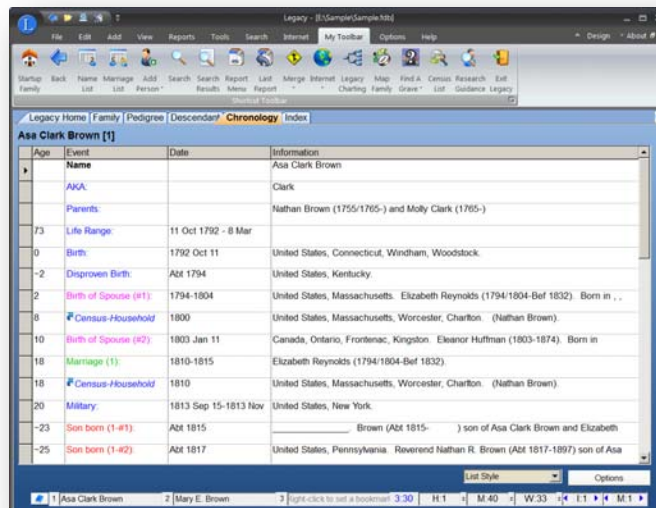 Legacy - [E:\Sample\Sample.fdb]
File Edit Add View Reports Tools Search Internet My Toolbar Options Help Design About
Startup Family Back Name List Marriage List Add Person Search Search Results Report Menu Last Report Merge Internet Legacy Charting Map Family Find A Grave Census List Research Guidance Exit Legacy
Shortcut Toolbar
Legacy Home Family Pedigree Descendant Chronology Index
Asa Clark Brown [1]
Age Event Date Information
Name Asa Clark Brown
AKA: Clark
Parents: Nathan Brown (1755/1765-) and Molly Clark (1765-)
73 Life Range: 11 Oct 1792 - 8 Mar
0 Birth: 1792 Oct 11 United States, Connecticut, Windham, Woodstock.
~2 Disproven Birth: Abt 1794 United States, Kentucky.
2 Birth of Spouse (#1): 1794-1804 United States, Massachusetts. Elizabeth Reynolds (1794/1804-Bef 1832). Born in , ,
8 Census-Household 1800 United States, Massachusetts, Worcester, Charlton. (Nathan Brown).
10 Birth of Spouse (#2): 1803 Jan 11 Canada, Ontario, Frontenac, Kingston. Eleanor Huffman (1803-1874). Born in
18 Marriage (1): 1810-1815 Elizabeth Reynolds (1794/1804-Bef 1832).
18 Census-Household 1810 United States, Massachusetts, Worcester, Charlton. (Nathan Brown).
20 Military: 1813 Sep 15-1813 Nov United States, New York.
~23 Son born (1-#1): Abt 1815 ______________. Brown (Abt 1815- ) son of Asa Clark Brown and Elizabeth
~25 Son born (1-#2): Abt 1817 United States, Pennsylvania. Reverend Nathan R. Brown (Abt 1817-1897) son of Asa
List Style Options
1 Asa Clark Brown 2 Mary E. Brown 3 Right-click to set a bookmark 3:30 H:1 M:40 W:33 I:1 M:1